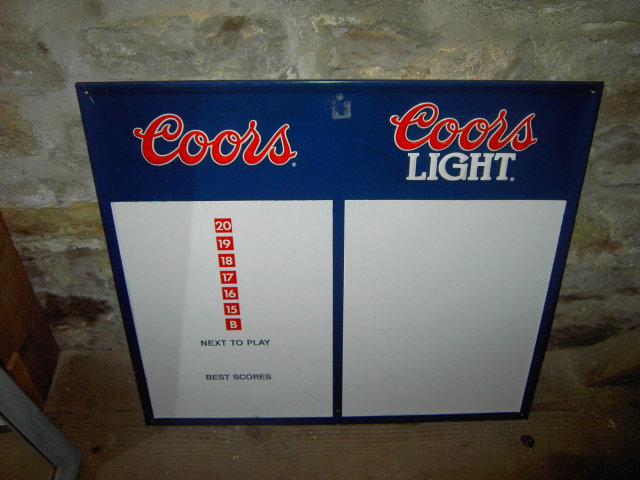 Coors
Coors
LIGHT
20
19
18
17
16
15
B
NEXT TO PLAY
BEST SCORES